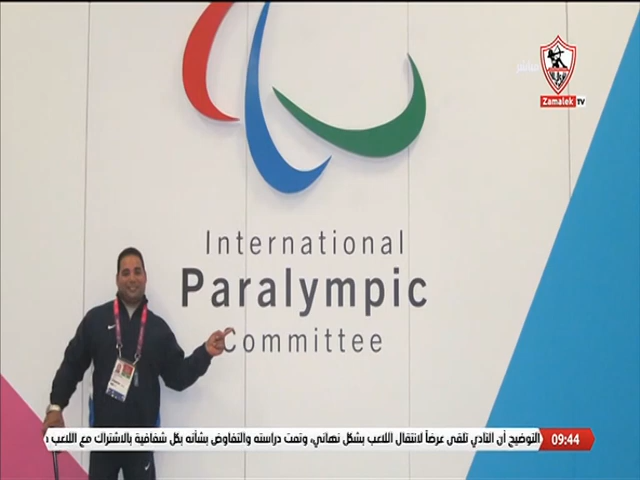 مباشر
Zamalek TV
International
Paralympic
Committee
التوضيح أن النادي تلقى عرضاً لانتقال اللاعب بشكل نهائي، وتمت دراسته والتفاوض بشأنه بكل شفافية بالاشتراك مع اللاعب
09:44